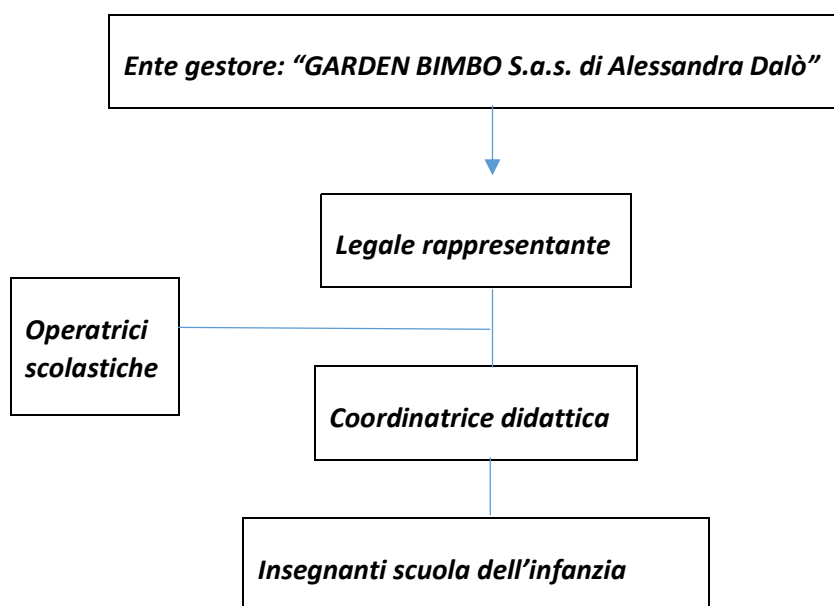 Ente gestore: “GARDEN BIMBO S.a.s. di Alessandra Dalò”
Legale rappresentante
Operatrici
scolastiche
Coordinatrice didattica
Insegnanti scuola dell’infanzia